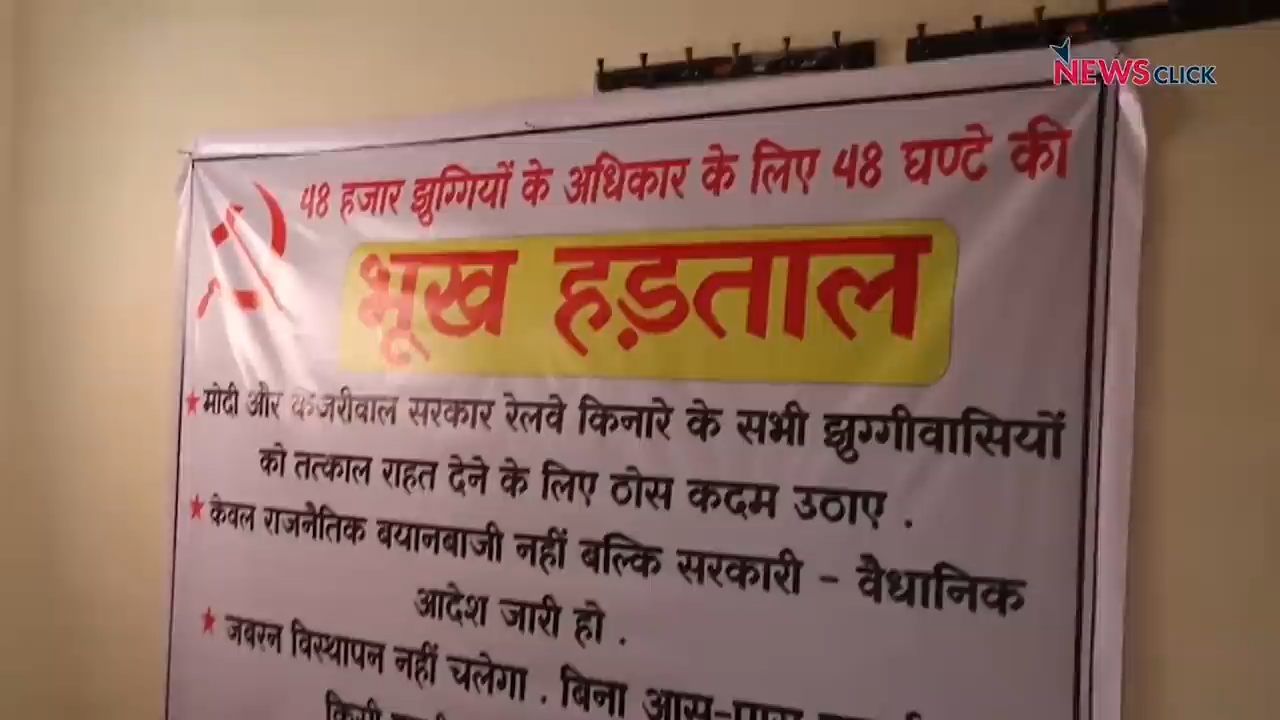 NEWSCLICK
48 हजार झुग्गियों के अधिकार के लिए 48 घण्टे की
भूख हड़ताल
मोदी और केजरीवाल सरकार रेलवे किनारे के सभी झुग्गीवासियों
को तत्काल राहत देने के लिए ठोस कदम उठाए .
केवल राजनैतिक बयानबाजी नहीं बल्कि सरकारी - वैधानिक
आदेश जारी हो .
जबरन विस्थापन नहीं चलेगा . बिना आस-पास
किसी